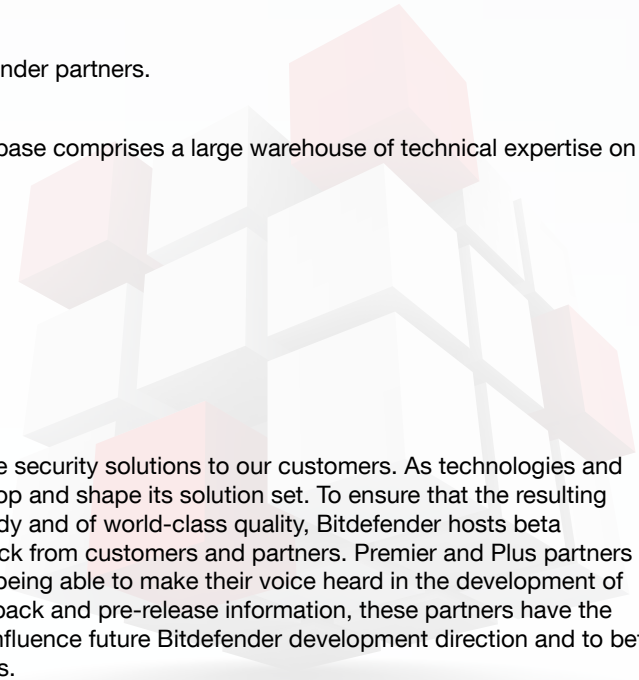 nder partners.
base comprises a large warehouse of technical expertise on
e security solutions to our customers. As technologies and
op and shape its solution set. To ensure that the resulting
dy and of world-class quality, Bitdefender hosts beta
ck from customers and partners. Premier and Plus partners
being able to make their voice heard in the development of
back and pre-release information, these partners have the
nfluence future Bitdefender development direction and to bet
s.